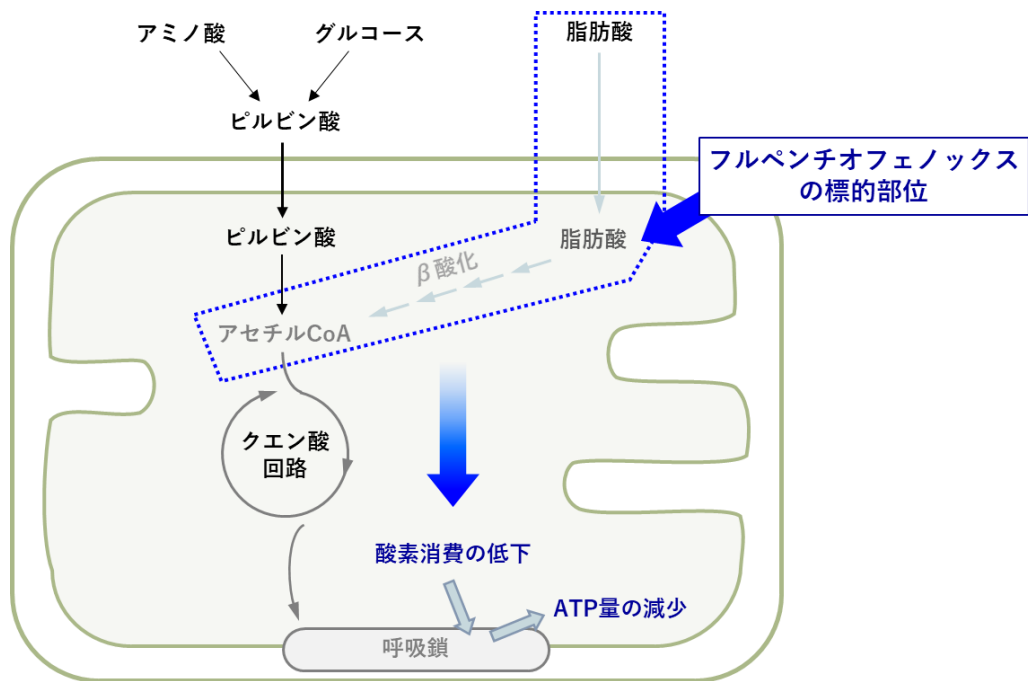 アミノ酸
グルコース
脂肪酸
ピルビン酸
フルペンチオフェノックス
の標的部位
ピルビン酸
脂肪酸
β酸化
アセチルCoA
クエン酸
回路
酸素消費の低下
ATP量の減少
呼吸鎖